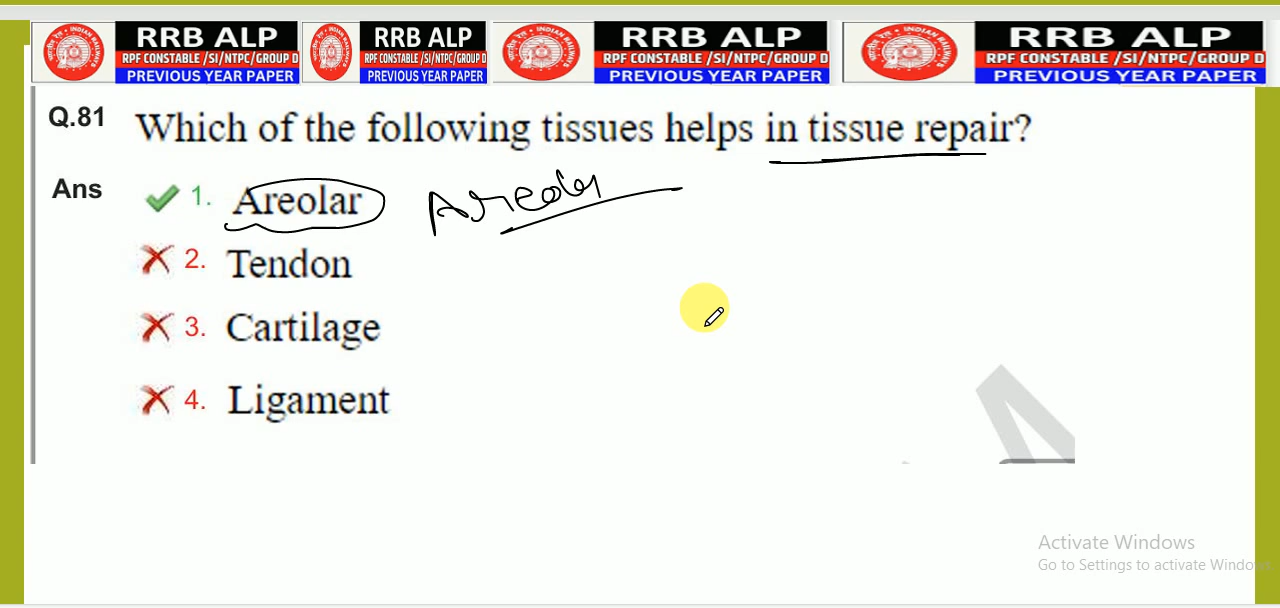 RRB ALP RRB ALP RRB ALP RRB ALP
RPF CONSTABLE /SI/NTPC/GROUP D RPF CONSTABLE /SI/NTPC/GROUP D RPF CONSTABLE /SI/NTPC/GROUP D RPF CONSTABLE /SI/NTPC/GROUP D
PREVIOUS YEAR PAPER PREVIOUS YEAR PAPER PREVIOUS YEAR PAPER PREVIOUS YEAR PAPER
Q.81 Which of the following tissues helps in tissue repair?
Ans 1. Areolar Areolar
2. Tendon
3. Cartilage
4. Ligament
Activate Windows
Go to Settings to activate Windo